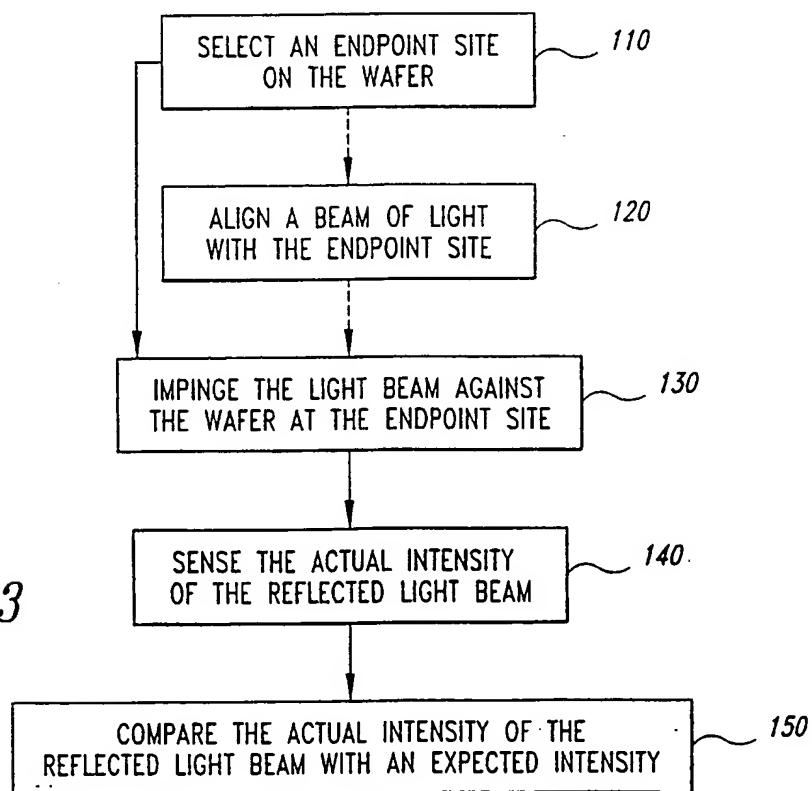 SELECT AN ENDPOINT SITE
ON THE WAFER
110
ALIGN A BEAM OF LIGHT
WITH THE ENDPOINT SITE
120
IMPINGE THE LIGHT BEAM AGAINST
THE WAFER AT THE ENDPOINT SITE
130
SENSE THE ACTUAL INTENSITY
OF THE REFLECTED LIGHT BEAM
140
3
COMPARE THE ACTUAL INTENSITY OF THE
REFLECTED LIGHT BEAM WITH AN EXPECTED INTENSITY
150